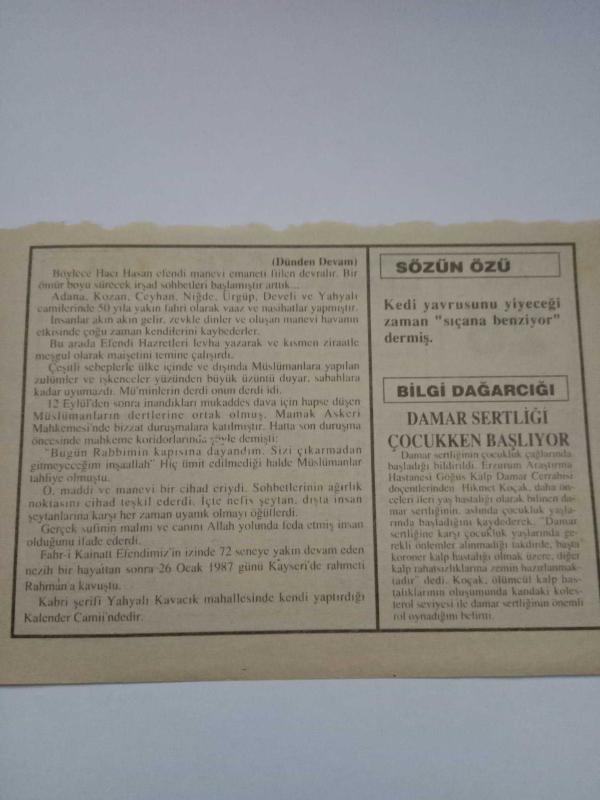 (Dünden Devam)
Böylece Hacı Hasan efendi manevi emaneti fiilen devralır. Bir
ömür boyu sürecek irşad sohbetleri başlamıştır artık...
Adana, Kozan, Ceyhan, Niğde, Ürgüp, Develi ve Yahyalı
camilerinde 50 yıla yakın fahri olarak vaaz ve nasihatlar yapmıştır.
İnsanlar akın akın gelir, zevkle dinler ve oluşan manevi havanın
etkisinde çoğu zaman kendilerini kaybederler.
Bu arada Efendi Hazretleri levha yazarak ve kısmen ziraatle
meşgul olarak maişetini temine çalışırdı.
Çeşitli sebeplerle ülke içinde ve dışında Müslümanlara yapılan
zulümler ve işkenceler yüzünden büyük üzüntü duyar, sabahlara
kadar uyumazdı. Mü'minlerin derdi onun derdi idi.
12 Eylül'den sonra inandıkları mukaddes dava için hapse düşen
Müslümanların dertlerine ortak olmuş, Mamak Askeri
Mahkemesi'nde bizzat duruşmalara katılmıştır. Hatta son duruşma
öncesinde mahkeme koridorlarında şöyle demişti:
"Bugün Rabbimin kapısına dayandım. Sizi çıkarmadan
gitmeyeceğim inşaallah" Hiç ümit edilmediği halde Müslümanlar
tahliye olmuştu.
O, maddi ve manevi bir cihad eriydi. Sohbetlerinin ağırlık
noktasını cihad teşkil ederdi. İçte nefis şeytan, dışta insan
şeytanlarına karşı her zaman uyanık olmayı öğütlerdi.
Gerçek sufinin malını ve canını Allah yolunda feda etmiş insan
olduğunu ifade ederdi.
Fahr-i Kainatt Efendimiz'in izinde 72 seneye yakın devam eden
nezih bir hayattan sonra 26 Ocak 1987 günü Kayseri'de rahmeti
Rahman'a kavuştu.
Kabri şerifi Yahyalı Kavacık mahallesinde kendi yaptırdığı
Kalender Camii'ndedir.
SÖZÜN ÖZÜ
Kedi yavrusunu yiyeceği
zaman "sıçana benziyor"
dermiş.
BİLGİ DAĞARCIĞI
DAMAR SERTLİĞİ
ÇOCUKKEN BAŞLIYOR
Damar sertliğinin çocukluk çağlarında
başladığı bildirildi. Erzurum Araştırma
Hastanesi Göğüs Kalp Damar Cerrahisi
doçentlerinden Hikmet Koçak, daha ön-
celeri ileri yaş hastalığı olarak bilinen da-
mar sertliğinin, aslında çocukluk yaşla-
rında başladığını kaydederek, "Damar
sertliğine karşı çocukluk yaşlarında ge-
rekli önlemler alınmadığı takdirde, başta
koroner kalp hastalığı olmak üzere, diğer
kalp rahatsızlıklarına zemin hazırlanmak-
tadır" dedi. Koçak, ölümcül kalp has-
talıklarının oluşumunda kandaki koles-
terol seviyesi ile damar sertliğinin önemli
rol oynadığını belirtti.